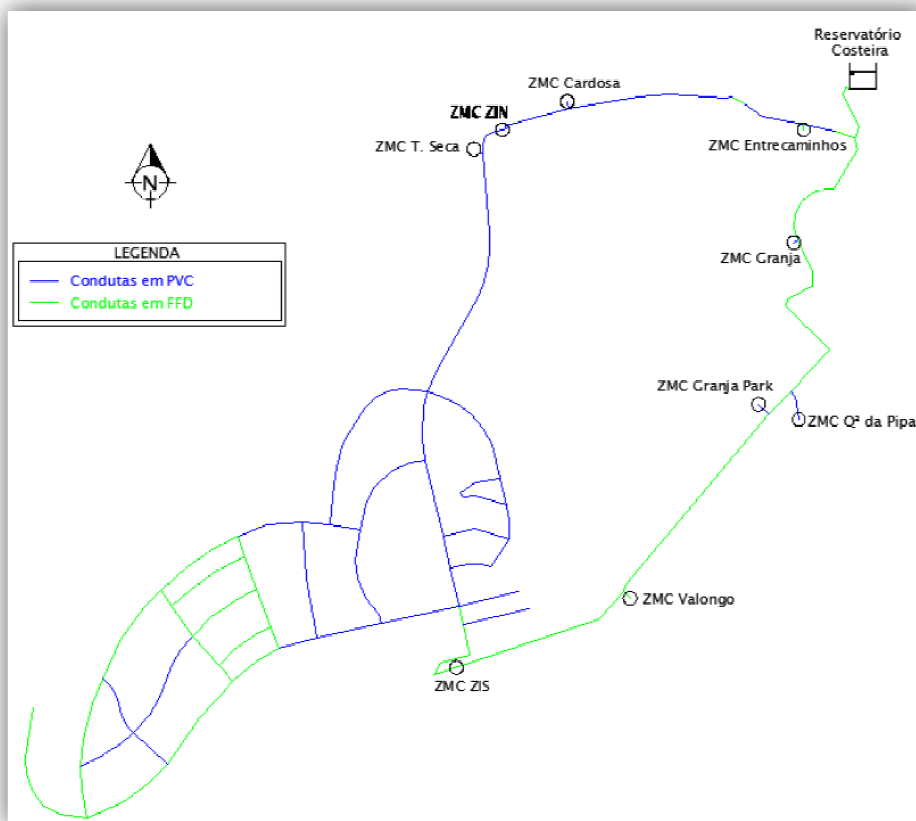 Reservatório
Costeira
ZMC Cardosa
ZMC ZIN
ZMC T. Seca
ZMC Entrecaminhos
N
LEGENDA
ZMC Granja
Condutas em PVC
Condutas em FFD
ZMC Granja Park
ZMC Qª da Pipa
ZMC Valongo
ZMC ZIS